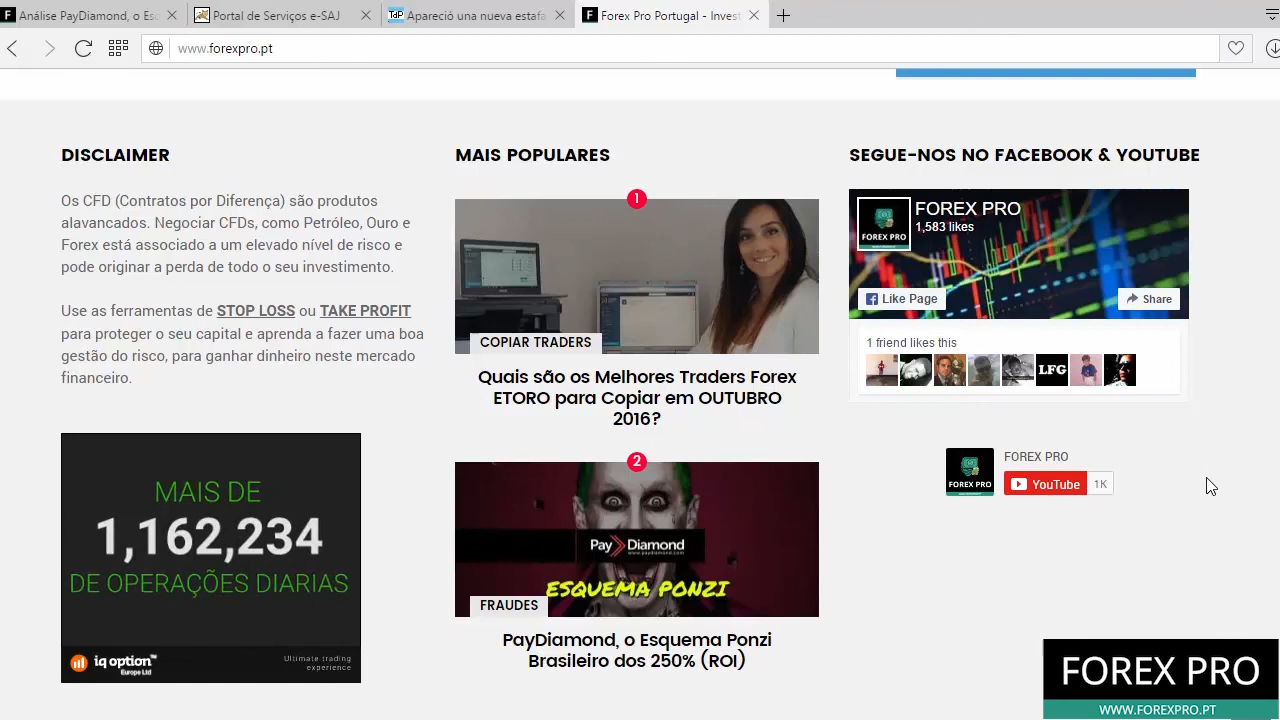 Análise PayDiamond, o Es
Portal de Serviços e-SAJ
Apareció una nueva estafa
Forex Pro Portugal - Invest
www.forexpro.pt
DISCLAIMER
Os CFD (Contratos por Diferença) são produtos
alavancados. Negociar CFDs, como Petróleo, Ouro e
Forex está associado a um elevado nível de risco e
pode originar a perda de todo o seu investimento.
Use as ferramentas de STOP LOSS ou TAKE PROFIT
para proteger o seu capital e aprenda a fazer uma boa
gestão do risco, para ganhar dinheiro neste mercado
financeiro.
MAIS DE
1,162,234
DE OPERAÇÕES DIARIAS
iq option™
Europe Ltd
Ultimate trading
experience
MAIS POPULARES
1
COPIAR TRADERS
Quais são os Melhores Traders Forex
ETORO para Copiar em OUTUBRO
2016?
2
Pay Diamond
www.paydiamond.com
ESQUEMA PONZI
FRAUDES
PayDiamond, o Esquema Ponzi
Brasileiro dos 250% (ROI)
SEGUE-NOS NO FACEBOOK & YOUTUBE
FOREX PRO
FOREX PRO
1,583 likes
Like Page
Share
1 friend likes this
LFG
FOREX PRO
FOREX PRO
YouTube 1K
FOREX PRO
WWW.FOREXPRO.PT